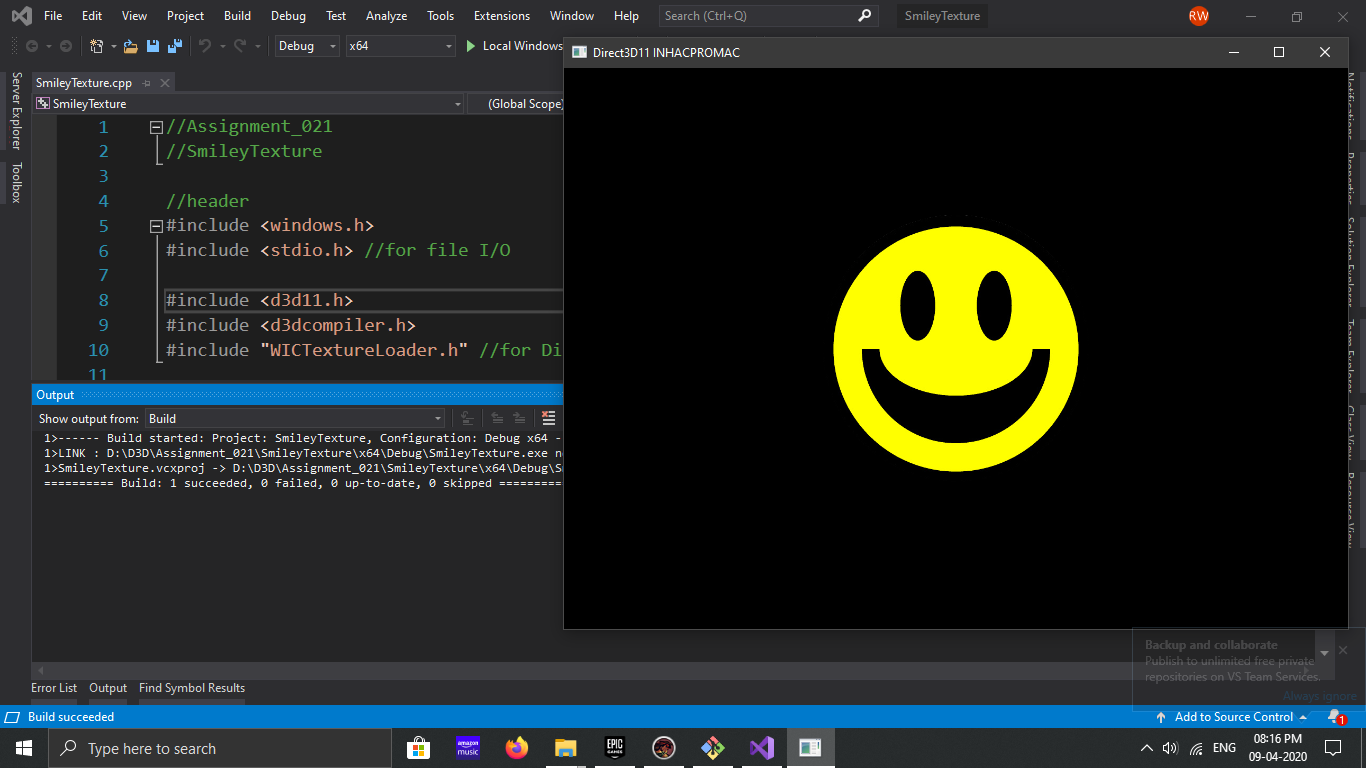 File Edit View Project Build Debug Test Analyze Tools Extensions Window Help Search (Ctrl+Q) SmileyTexture RW
Debug x64 Local Windows
Direct3D11 INHACPROMAC
Server Explorer
Toolbox
SmileyTexture.cpp
SmileyTexture (Global Scope)
1 //Assignment_021
2 //SmileyTexture
3
4 //header
5 #include <windows.h>
6 #include <stdio.h> //for file I/O
7
8 #include <d3d11.h>
9 #include <d3dcompiler.h>
10 #include "WICTextureLoader.h" //for Di
11
Output
Show output from: Build
1>------ Build started: Project: SmileyTexture, Configuration: Debug x64 -
1>LINK : D:\D3D\Assignment_021\SmileyTexture\x64\Debug\SmileyTexture.exe n
1>SmileyTexture.vcxproj -> D:\D3D\Assignment_021\SmileyTexture\x64\Debug\S
========== Build: 1 succeeded, 0 failed, 0 up-to-date, 0 skipped ==========
Backup and collaborate
Publish to unlimited free private
repositories on VS Team Services.
Always ignore
Error List Output Find Symbol Results
Build succeeded Add to Source Control 1
Type here to search amazon music EPIC GAMES ENG 08:16 PM
09-04-2020